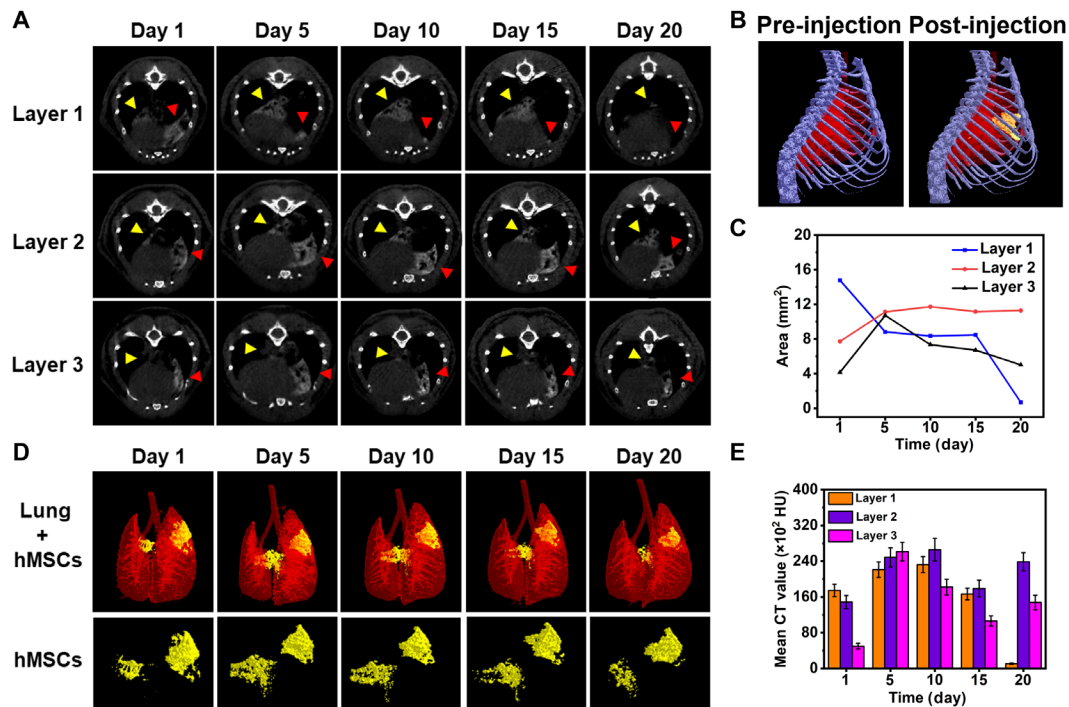 A
Day 1 Day 5 Day 10 Day 15 Day 20
Layer 1
Layer 2
Layer 3
B
Pre-injection Post-injection
C
20
16
12
8
4
0
Area (mm²)
Layer 1
Layer 2
Layer 3
1 5 10 15 20
Time (day)
D
Day 1 Day 5 Day 10 Day 15 Day 20
Lung
+
hMSCs
hMSCs
E
320
240
160
80
0
Mean CT value (×10² HU)
Layer 1
Layer 2
Layer 3
1 5 10 15 20
Time (day)